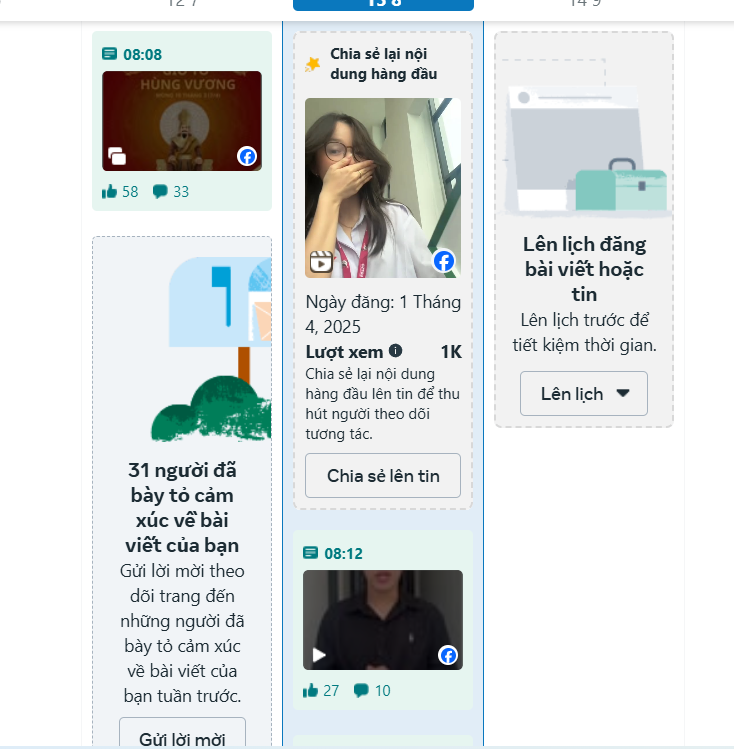 12 7
13 8
14 9
08:08
GIỖ TỔ
HÙNG VƯƠNG
58 33
31 người đã
bày tỏ cảm
xúc về bài
viết của bạn
Gửi lời mời theo
dõi trang đến
những người đã
bày tỏ cảm xúc
về bài viết của
bạn tuần trước.
Gửi lời mời
Chia sẻ lại nội
dung hàng đầu
Ngày đăng: 1 Tháng
4, 2025
Lượt xem 1K
Chia sẻ lại nội dung
hàng đầu lên tin để thu
hút người theo dõi
tương tác.
Chia sẻ lên tin
08:12
27 10
Lên lịch đăng
bài viết hoặc
tin
Lên lịch trước để
tiết kiệm thời gian.
Lên lịch